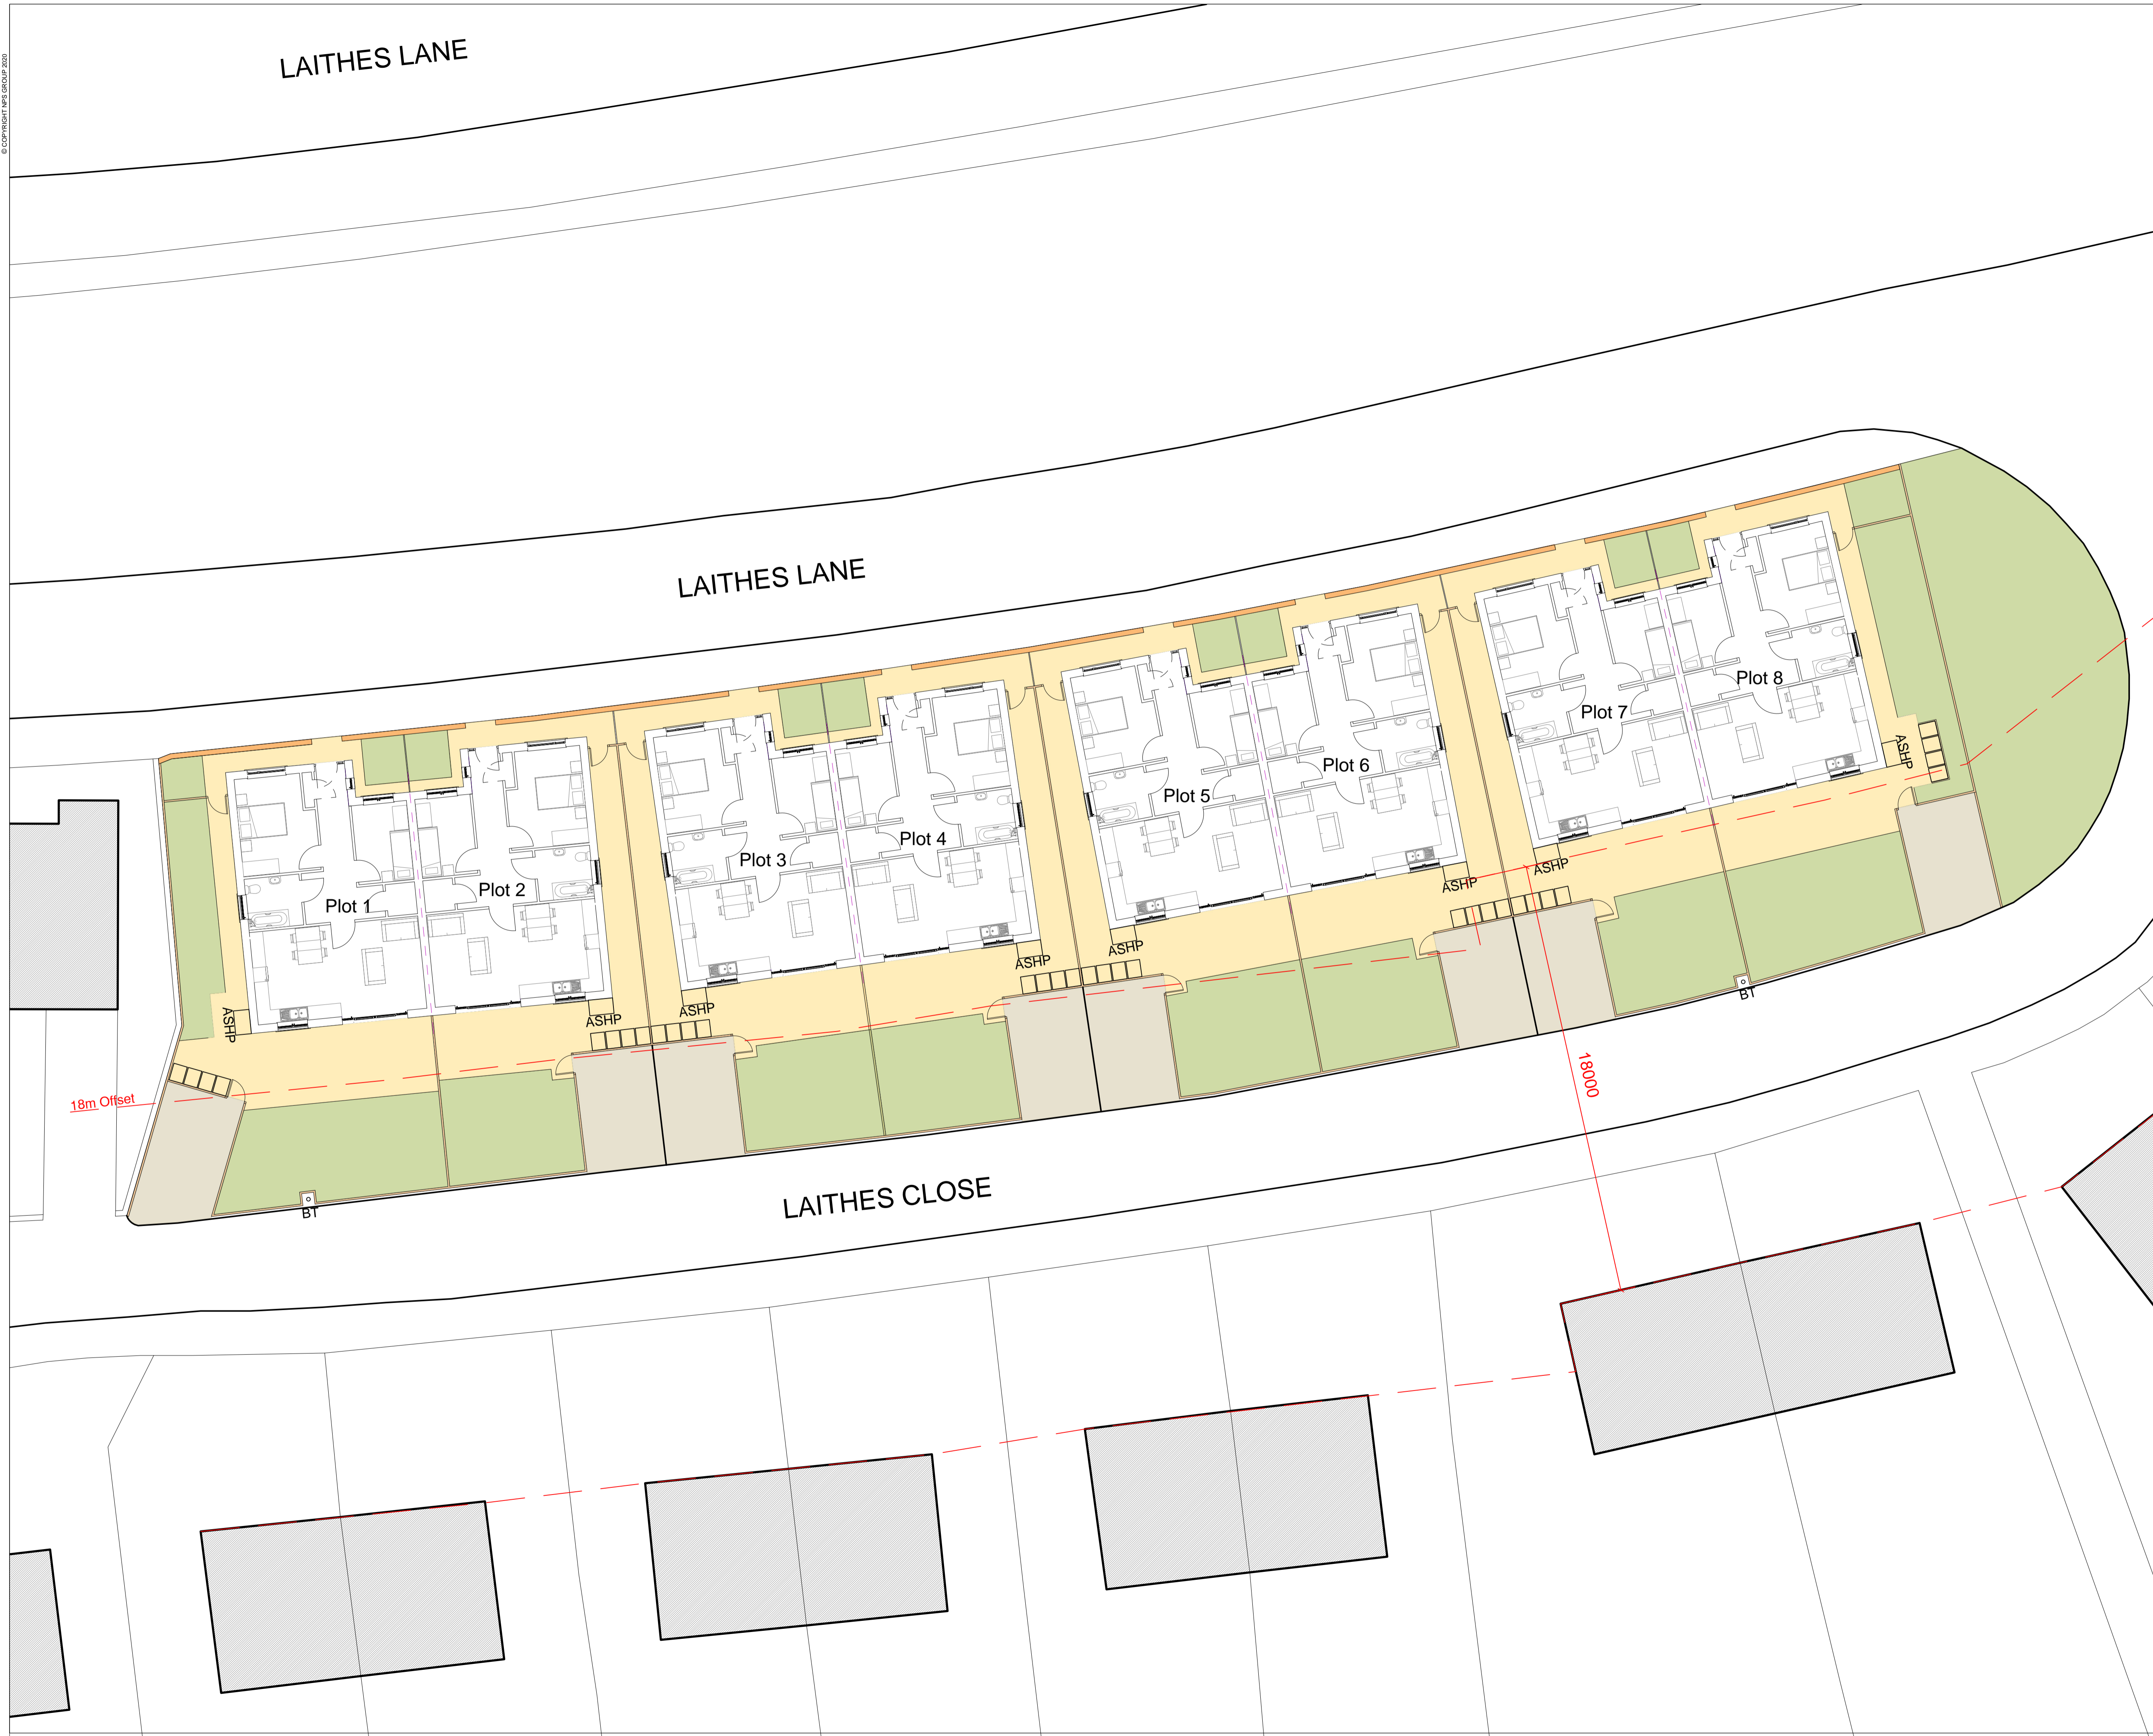 © COPYRIGHT NPS GROUP 2020
LAITHES LANE
LAITHES LANE
Plot 1
Plot 2
Plot 3
Plot 4
Plot 5
Plot 6
Plot 7
Plot 8
ASHP
ASHP
ASHP
ASHP
ASHP
ASHP
ASHP
ASHP
18m Offset
18000
BT
BT
LAITHES CLOSE